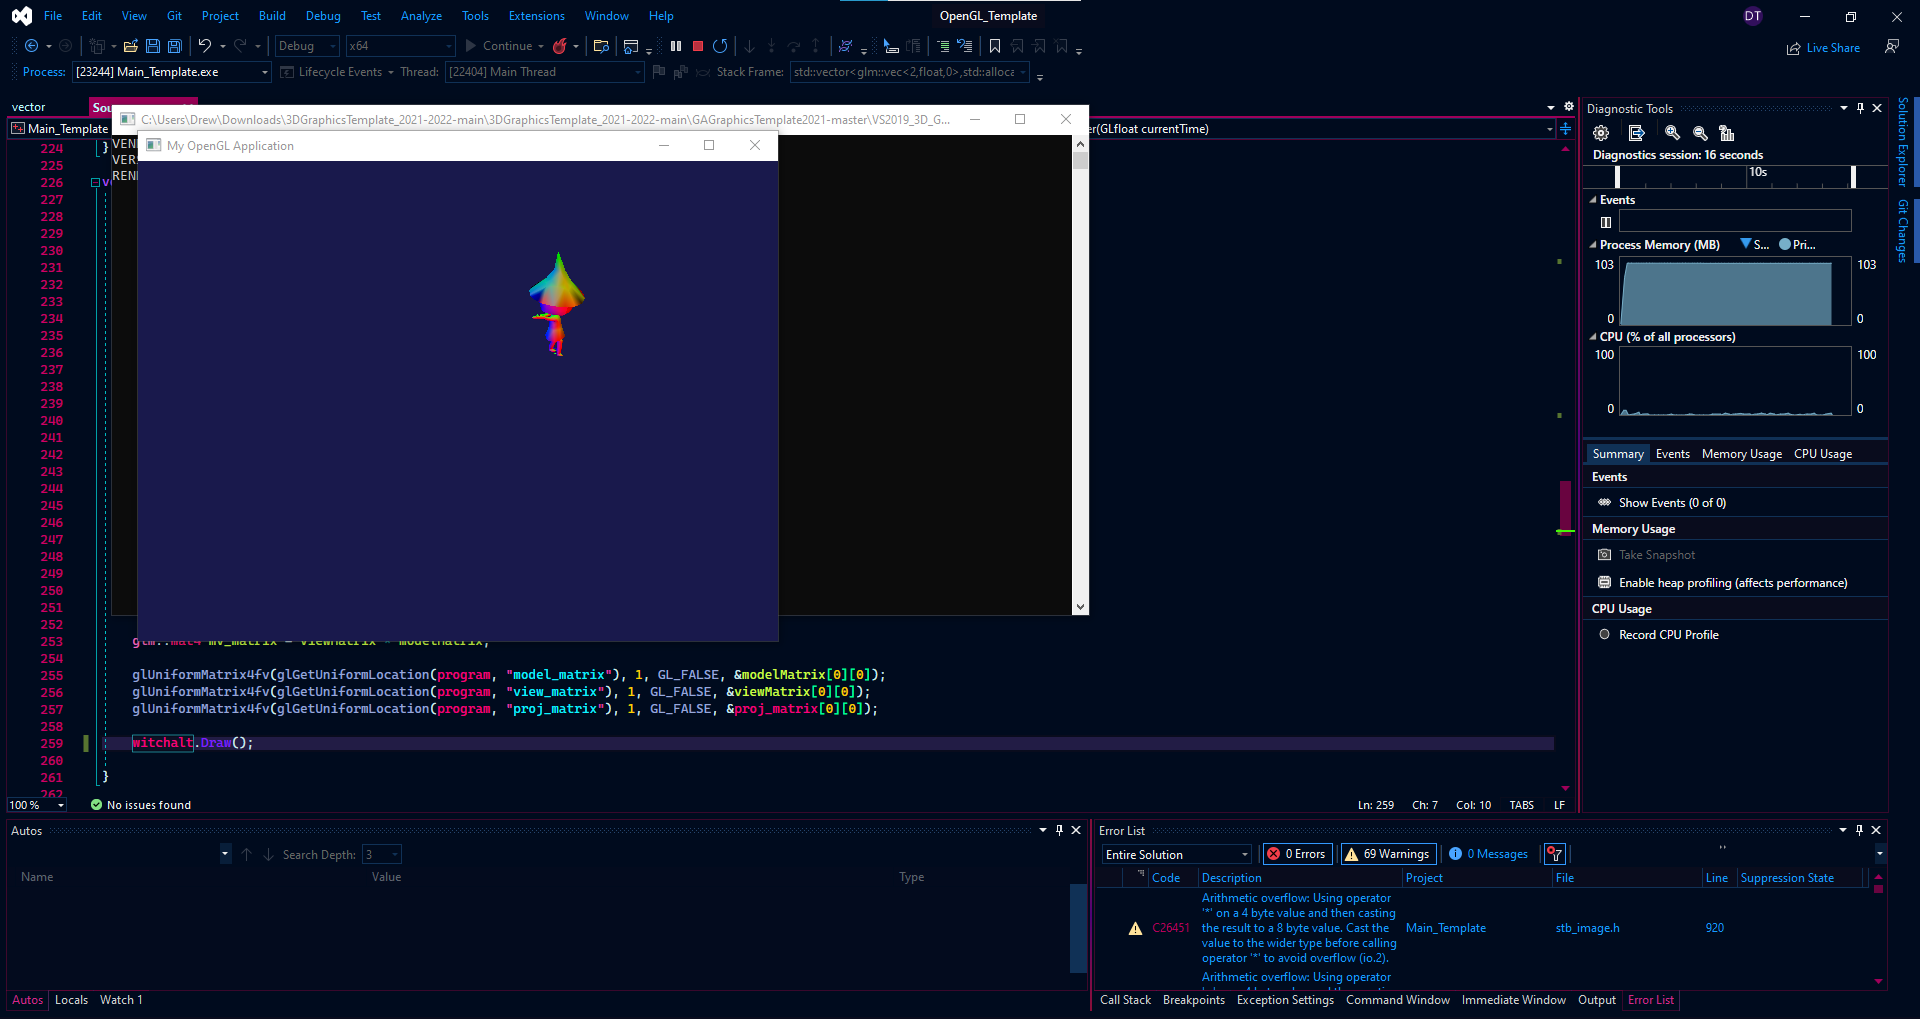 File Edit View Git Project Build Debug Test Analyze Tools Extensions Window Help OpenGL_Template DT
Debug x64 Continue Live Share
Process: [23244] Main_Template.exe Lifecycle Events Thread: [22404] Main Thread Stack Frame: std::vector<glm::vec<2,float,0>,std::alloca
vector
Sou
Main_Template
er(GLfloat currentTime)
C:\Users\Drew\Downloads\3DGraphicsTemplate_2021-2022-main\3DGraphicsTemplate_2021-2022-main\GAGraphicsTemplate2021-master\VS2019_3D_G...
VEN
VER
REN
My OpenGL Application
224 }
225
226
227
228
229
230
231
232
233
234
235
236
237
238
239
240
241
242
243
244
245
246
247
248
249
250
251
252
253 glm::mat4 mv_matrix = viewMatrix * modelMatrix;
254
255 glUniformMatrix4fv(glGetUniformLocation(program, "model_matrix"), 1, GL_FALSE, &modelMatrix[0][0]);
256 glUniformMatrix4fv(glGetUniformLocation(program, "view_matrix"), 1, GL_FALSE, &viewMatrix[0][0]);
257 glUniformMatrix4fv(glGetUniformLocation(program, "proj_matrix"), 1, GL_FALSE, &proj_matrix[0][0]);
258
259 witchalt.Draw();
260
261 }
262
100 % No issues found Ln: 259 Ch: 7 Col: 10 TABS LF
Diagnostic Tools
Diagnostics session: 16 seconds
10s
Events
Process Memory (MB) S... Pri...
103 103
0 0
CPU (% of all processors)
100 100
0 0
Summary Events Memory Usage CPU Usage
Events
Show Events (0 of 0)
Memory Usage
Take Snapshot
Enable heap profiling (affects performance)
CPU Usage
Record CPU Profile
Solution Explorer
Git Changes
Autos
Search Depth: 3
Name Value Type
Autos Locals Watch 1
Error List
Entire Solution 0 Errors 69 Warnings 0 Messages
Code Description Project File Line Suppression State
C26451 Arithmetic overflow: Using operator
'*' on a 4 byte value and then casting
the result to a 8 byte value. Cast the Main_Template stb_image.h 920
value to the wider type before calling
operator '*' to avoid overflow (io.2).
Arithmetic overflow: Using operator
Call Stack Breakpoints Exception Settings Command Window Immediate Window Output Error List